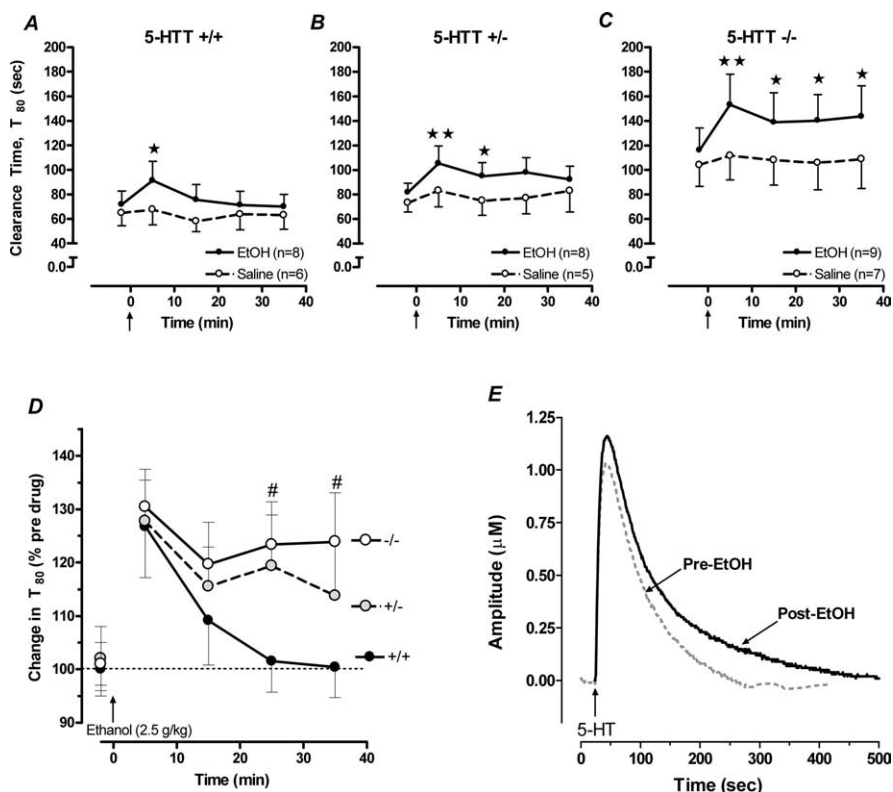 A
5-HTT +/+
B
5-HTT +/-
C
5-HTT -/-
Clearance Time, T 80 (sec)
200
180
160
140
120
100
80
60
40
0.0
★
EtOH (n=8)
Saline (n=6)
0 10 20 30 40
Time (min)
200
180
160
140
120
100
80
60
40
0.0
★★
★
EtOH (n=8)
Saline (n=5)
0 10 20 30 40
Time (min)
200
180
160
140
120
100
80
60
40
0.0
★★ ★ ★ ★
EtOH (n=9)
Saline (n=7)
0 10 20 30 40
Time (min)
D
Change in T 80 (% pre drug)
140
130
120
110
100
90
# #
-/-
+/-
+/+
Ethanol (2.5 g/kg)
0 10 20 30 40
Time (min)
E
Amplitude (μM)
1.25
1.00
0.75
0.50
0.25
0.00
Pre-EtOH
Post-EtOH
5-HT
0 100 200 300 400 500
Time (sec)